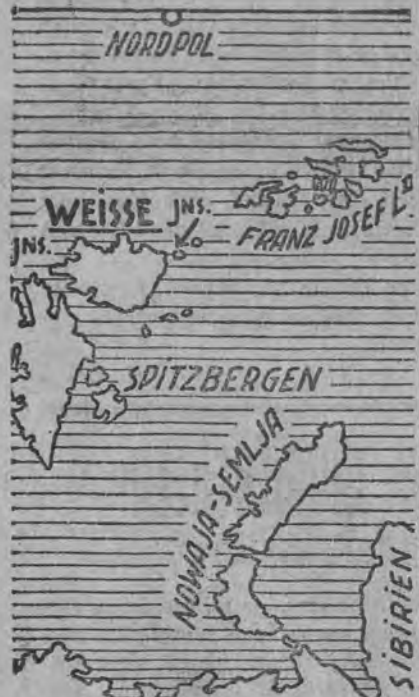 NORDPOL
WEISSE JNS.
FRANZ JOSEF L^D
JNS.
SPITZBERGEN
NOWAJA-SEMLJA
SIBIRIEN